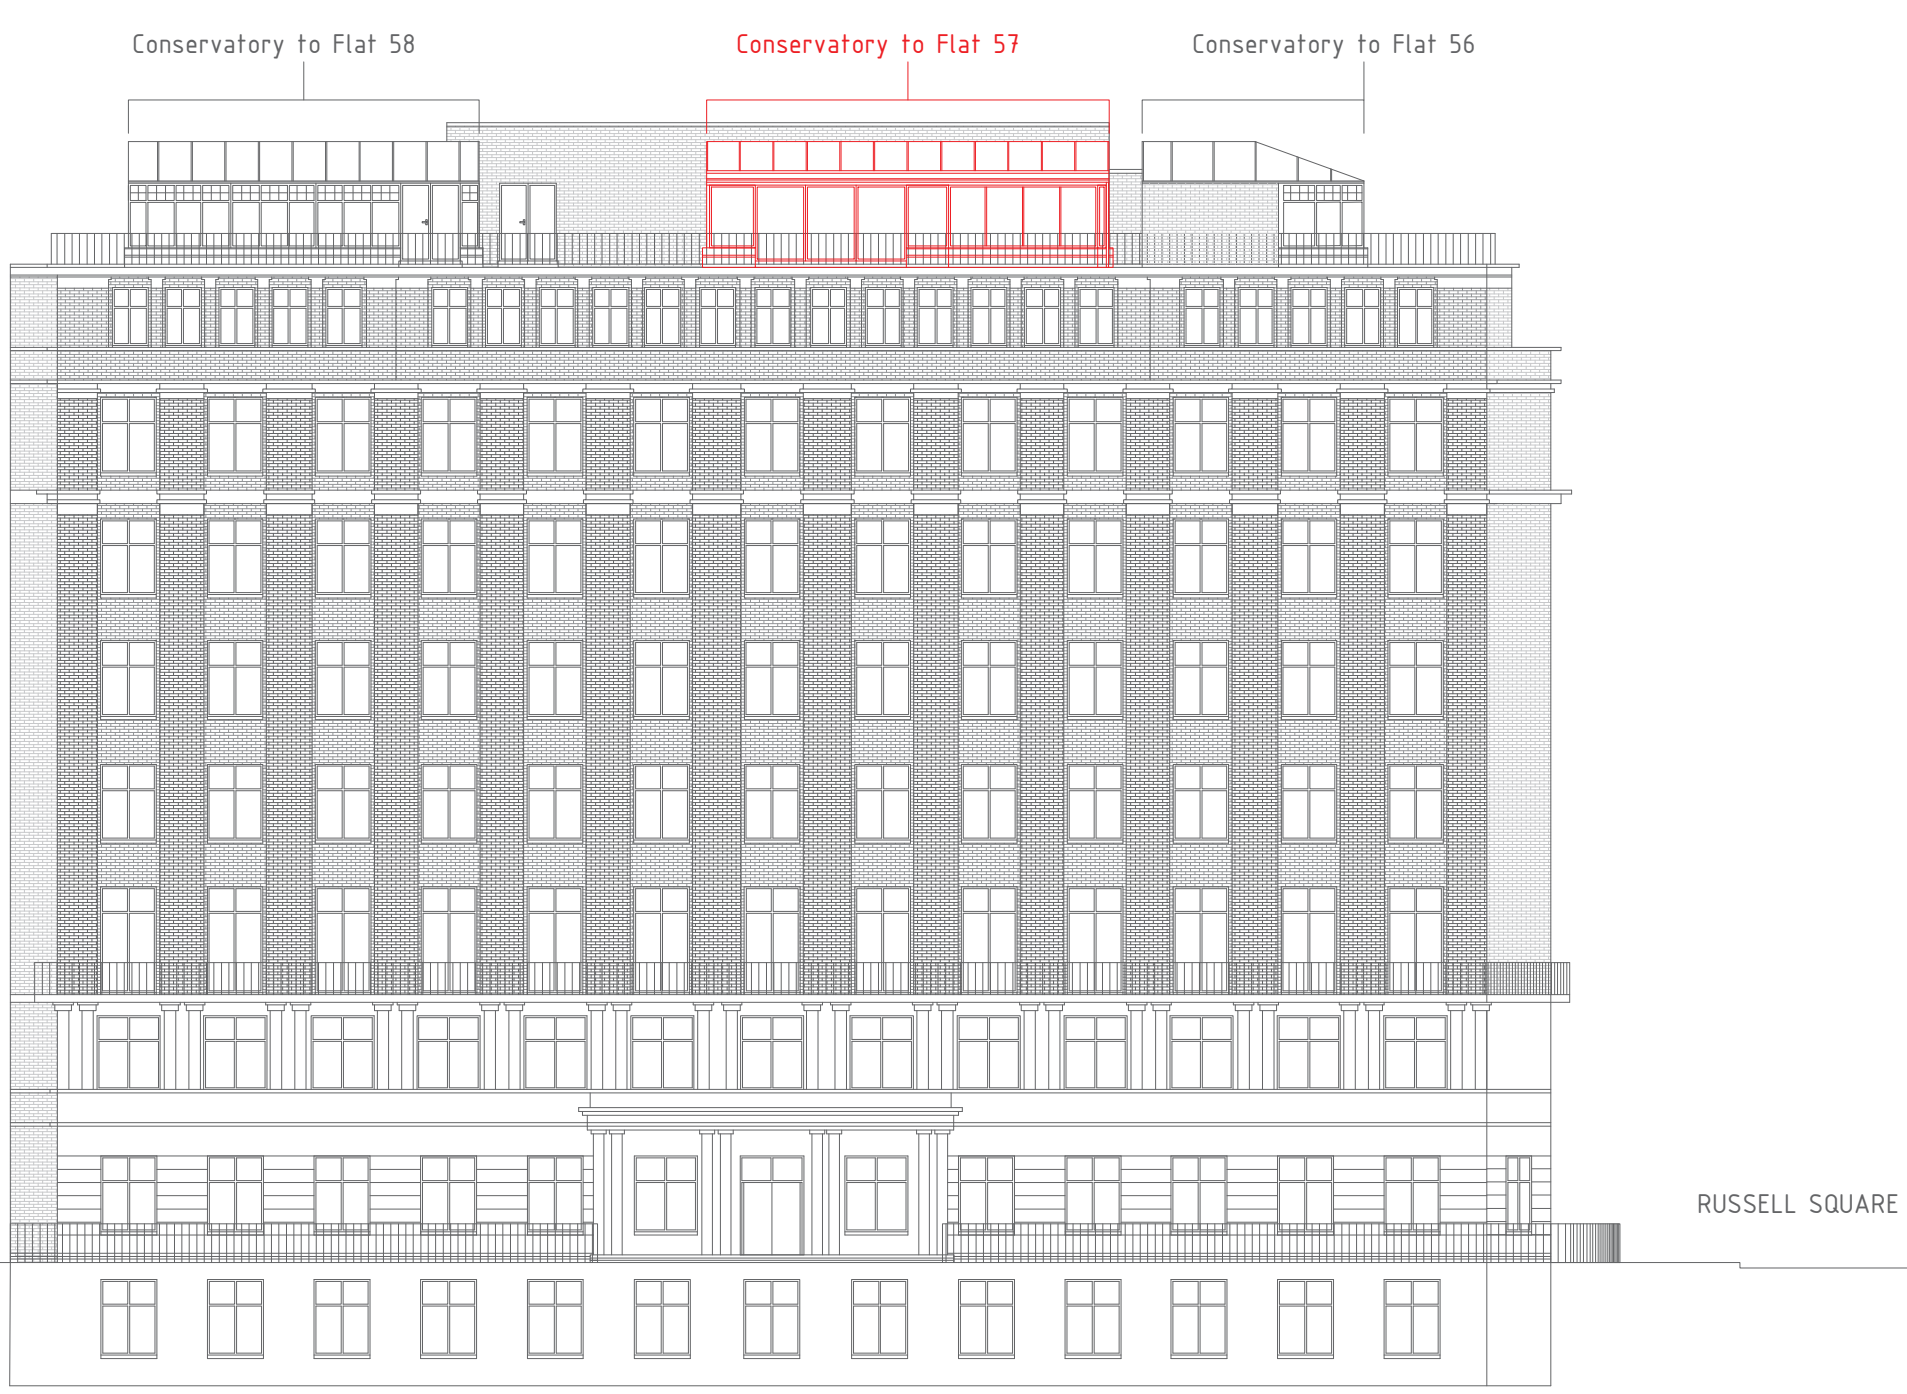 Conservatory to Flat 58
Conservatory to Flat 57
Conservatory to Flat 56
RUSSELL SQUARE